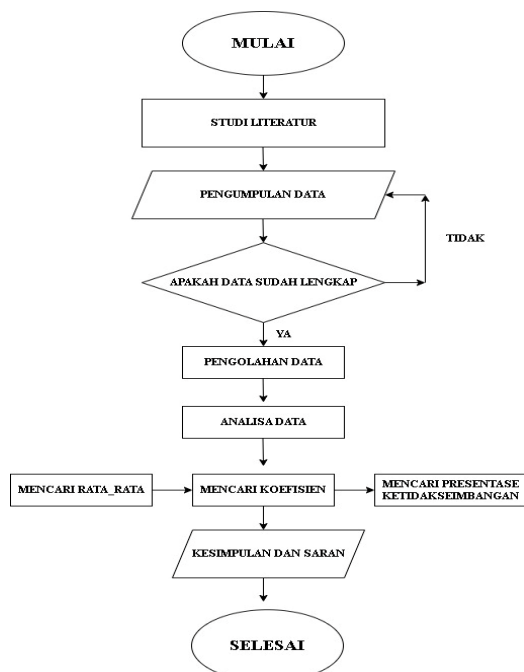 MULAI
STUDI LITERATUR
PENGUMPULAN DATA
TIDAK
APAKAH DATA SUDAH LENGKAP
YA
PENGOLAHAN DATA
ANALISA DATA
MENCARI RATA_RATA
MENCARI KOEFISIEN
MENCARI PRESENTASE
KETIDAKSEIMBANGAN
KESIMPULAN DAN SARAN
SELESAI